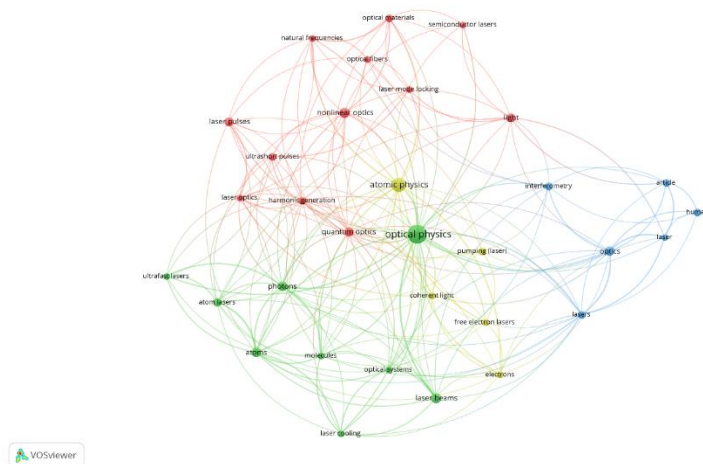 optical materials
semiconductor lasers
natural frequencies
optical fibers
laser mode locking
nonlinear optics
laser pulses
light
ultrashort pulses
atomic physics
interferometry
article
laser optics
harmonic generation
human
quantum optics
optical physics
laser
pumping (laser)
optics
ultrafast lasers
photons
coherent light
atom lasers
lasers
free electron lasers
atoms
molecules
optical systems
electrons
laser beams
laser cooling
VOSviewer